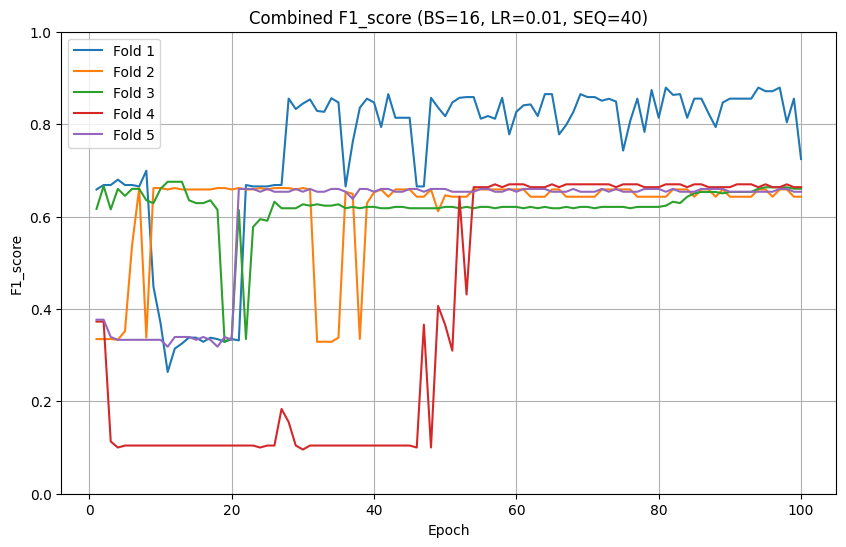 Combined F1_score (BS=16, LR=0.01, SEQ=40)
Fold 1
Fold 2
Fold 3
Fold 4
Fold 5
F1_score
1.0
0.8
0.6
0.4
0.2
0.0
0 20 40 60 80 100
Epoch